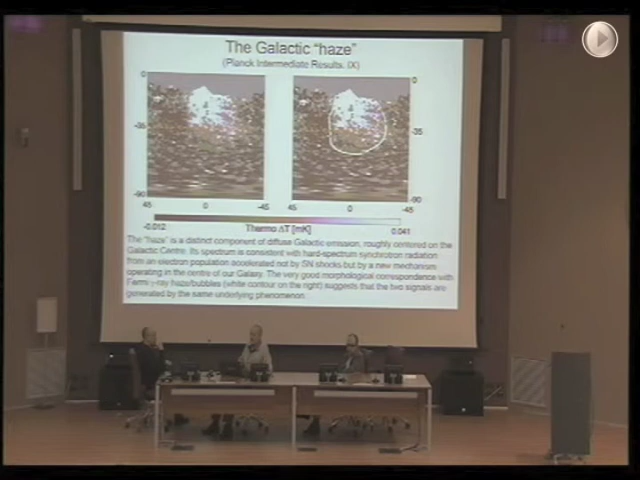 The Galactic "haze"
(Planck Intermediate Results. IX)
0
0
-35
-35
-90
-90
45
0
-45
45
0
-45
-0.012
Thermo ΔT [mK]
0.041
The "haze" is a distinct component of diffuse Galactic emission, roughly centered on the
Galactic Centre. Its spectrum is consistent with hard-spectrum synchrotron radiation
from an electron population accelerated not by SN shocks but by a new mechanism
operating in the centre of our Galaxy. The very good morphological correspondence with
Fermi γ-ray haze/bubbles (white contour on the right) suggests that the two signals are
generated by the same underlying phenomenon.